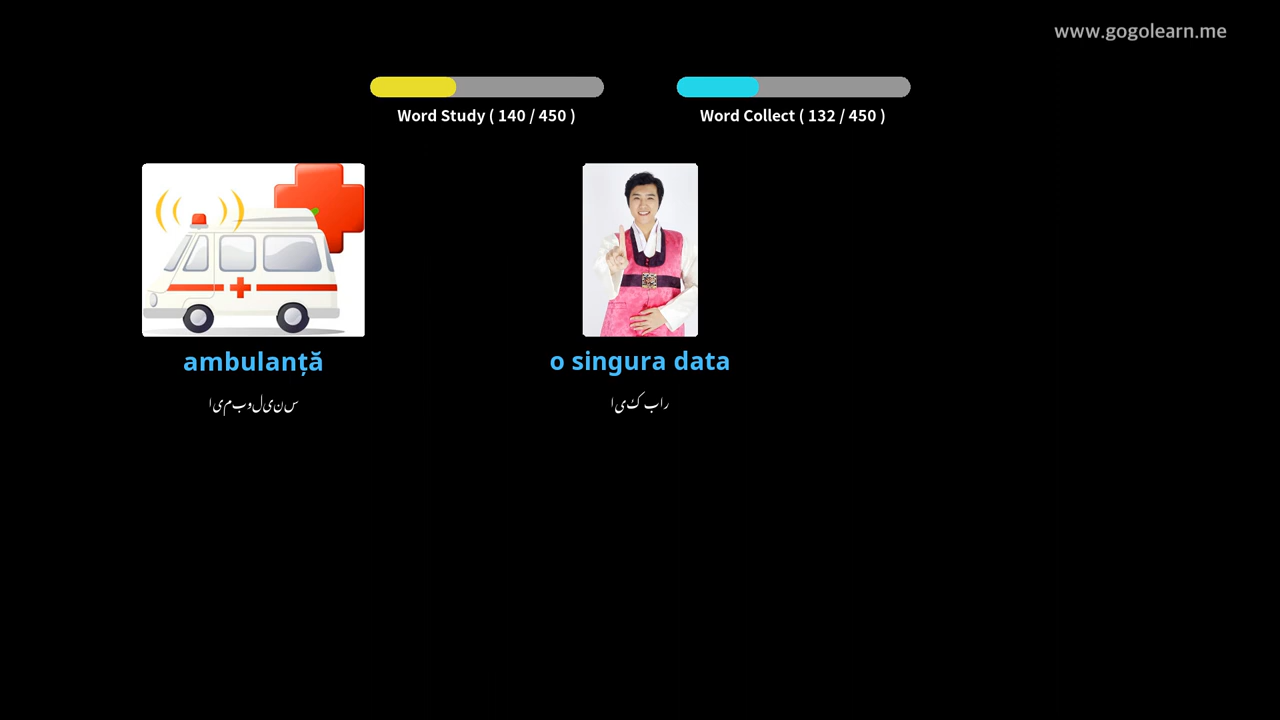 www.gogolearn.me
Word Study ( 140 / 450 )
Word Collect ( 132 / 450 )
ambulanță
o singura data
ایمبولینس
ایک بار